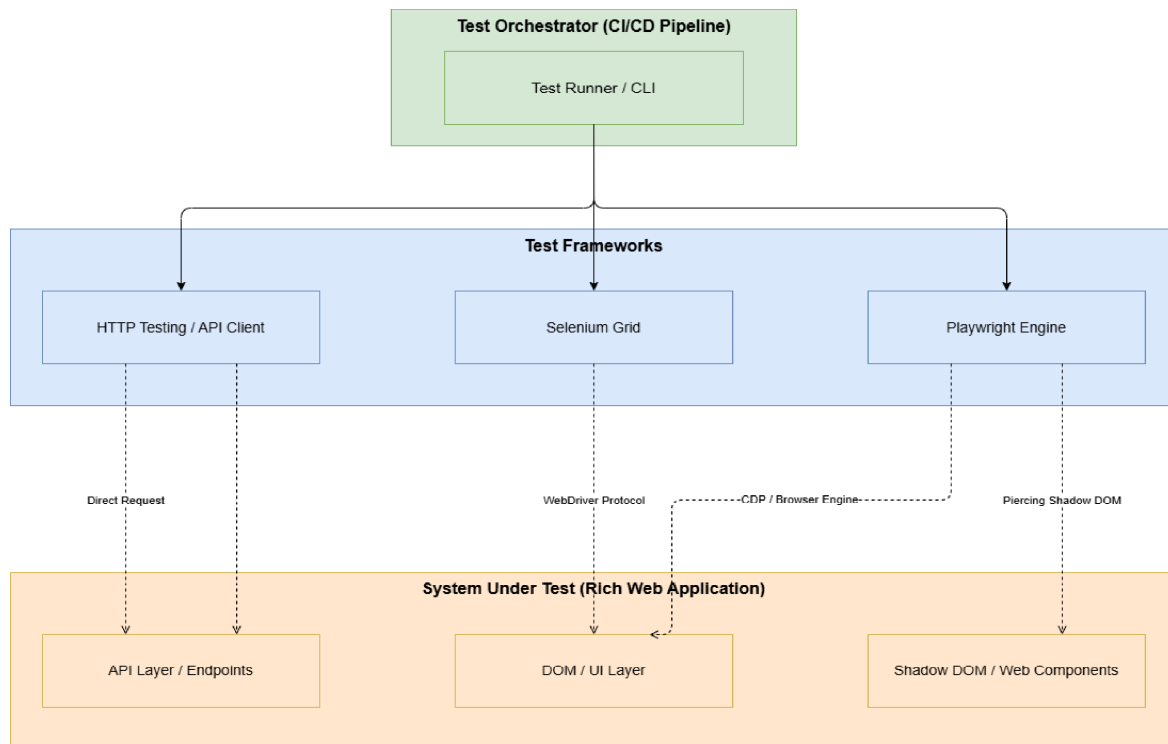 Test Orchestrator (CI/CD Pipeline)
Test Runner / CLI
Test Frameworks
HTTP Testing / API Client
Selenium Grid
Playwright Engine
Direct Request
WebDriver Protocol
CDP / Browser Engine
Piercing Shadow DOM
System Under Test (Rich Web Application)
API Layer / Endpoints
DOM / UI Layer
Shadow DOM / Web Components